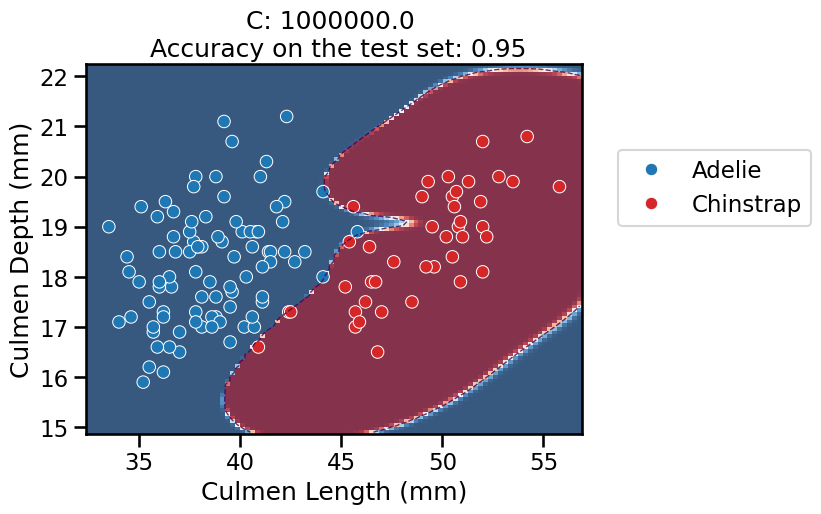 C: 1000000.0
Accuracy on the test set: 0.95
22
21
20
19
18
17
16
15
Culmen Depth (mm)
35
40
45
50
55
Culmen Length (mm)
Adelie
Chinstrap